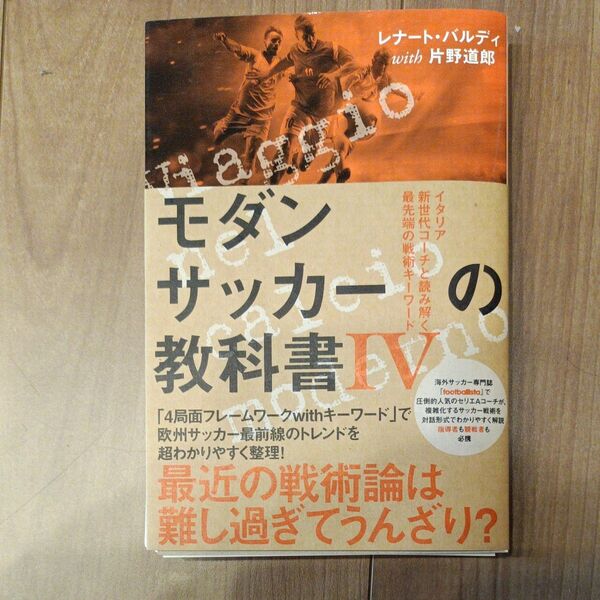 レナート・バルディ
with 片野道郎
viaggio
nel
calcio
moderno
モダン
サッカーの
教科書IV
イタリア
新世代コーチと読み解く、
最先端の戦術キーワード
海外サッカー専門誌
「footballista」で
圧倒的人気のセリエAコーチが、
複雑化するサッカー戦術を
対話形式でわかりやすく解説
指導者も観戦者も
必携
「4局面フレームワークwithキーワード」で
欧州サッカー最前線のトレンドを
超わかりやすく整理!
最近の戦術論は
難し過ぎてうんざり?